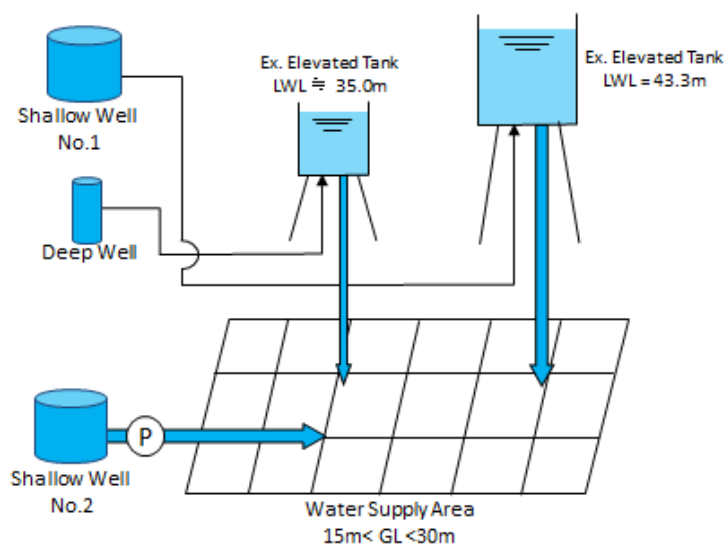 Shallow Well
No.1
Ex. Elevated Tank
LWL ≒ 35.0m
Ex. Elevated Tank
LWL = 43.3m
Deep Well
P
Shallow Well
No.2
Water Supply Area
15m< GL <30m